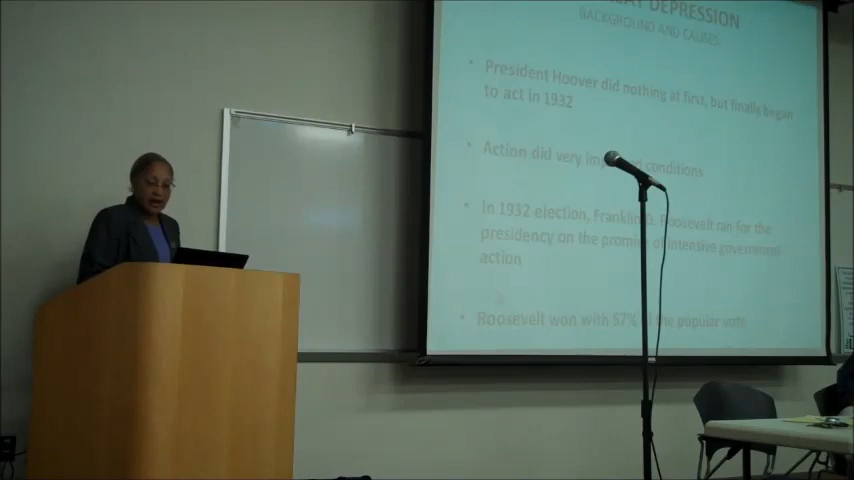 DEPRESSION
BACKGROUND AND CAUSES
• President Hoover did nothing at first, but finally began
to act in 1932
• Action did very conditions
• In 1932 election, Franklin D. Roosevelt ran for the
presidency on the promise of intensive government
action
• Roosevelt won with 57% the popular vote